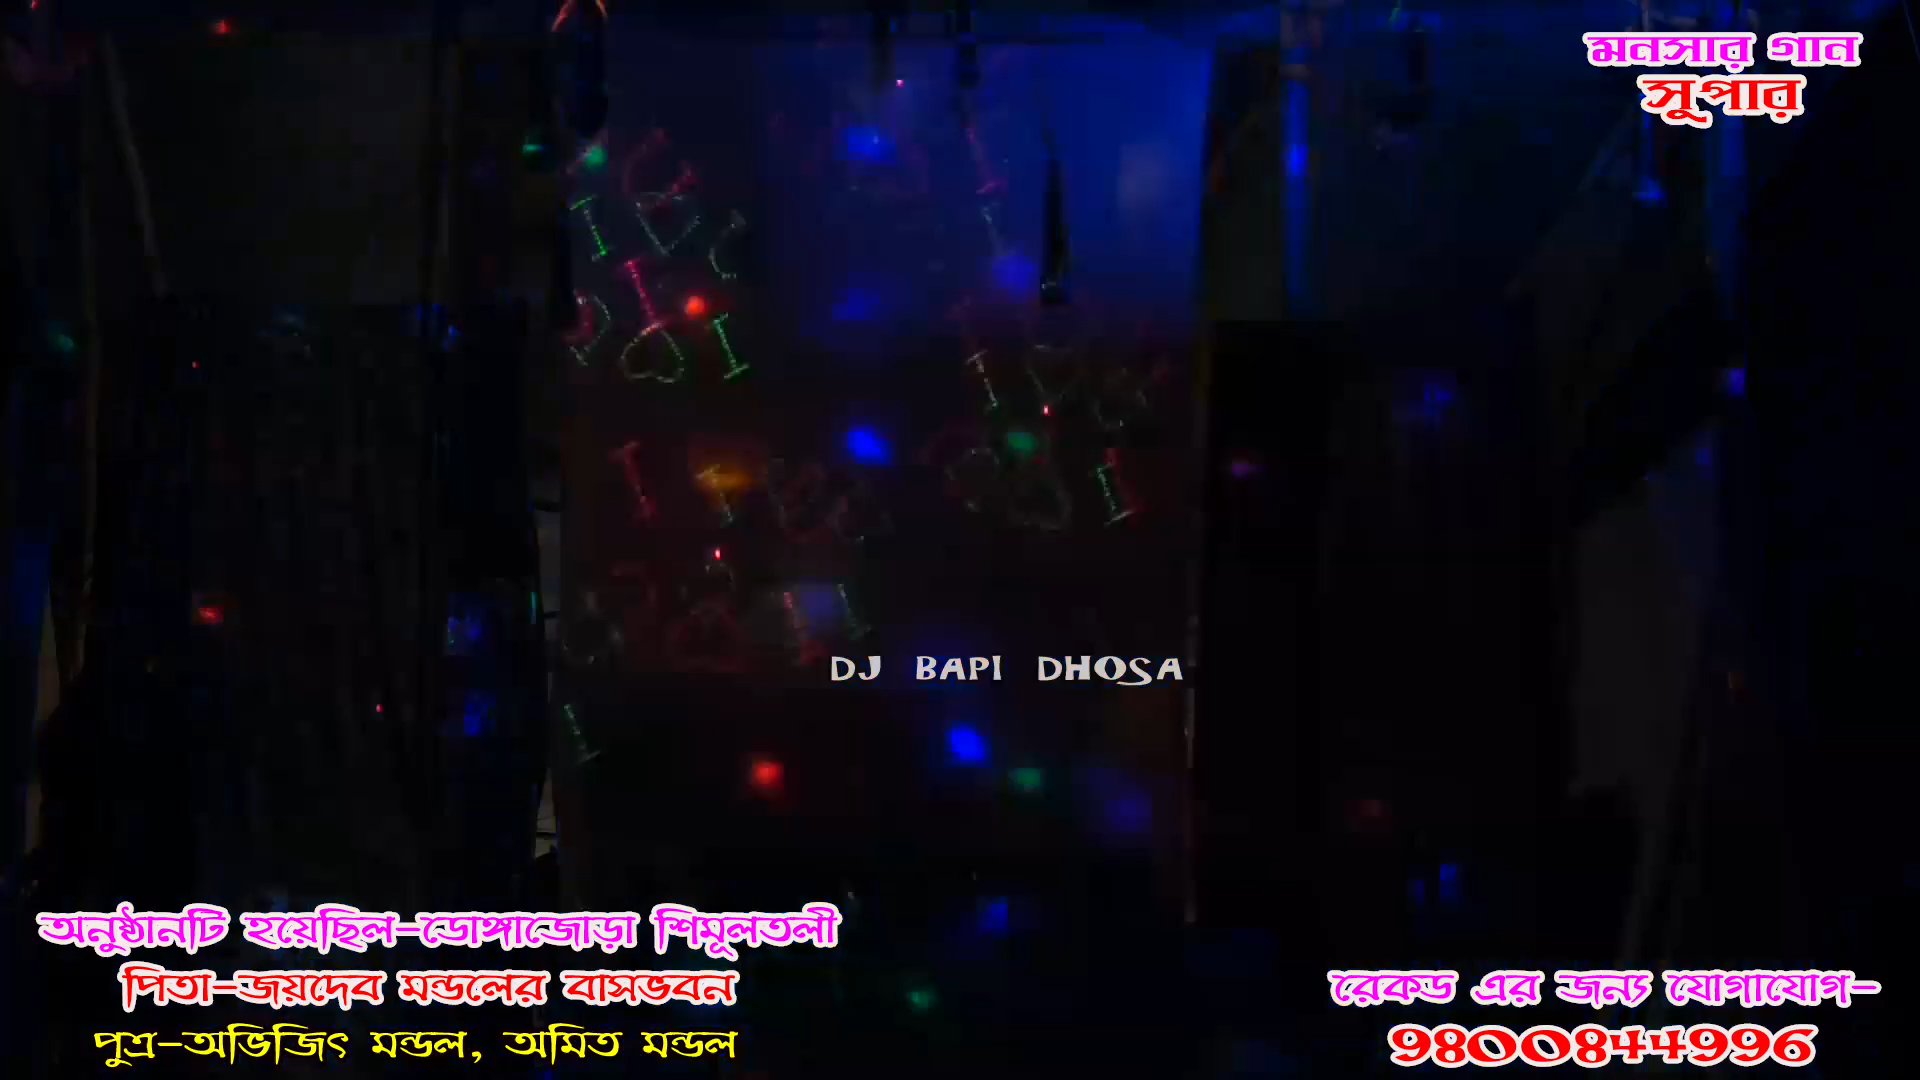 মনসার গান
সুপার
DJ BAPI DHOSA
অনুষ্ঠানটি হয়েছিল-ডোঙ্গাজোড়া শিমূলতলী
পিতা-জয়দেব মন্ডলের বাসভবন
পুত্র-অভিজিৎ মন্ডল, অমিত মন্ডল
রেকড এর জন্য যোগাযোগ-
9800844996